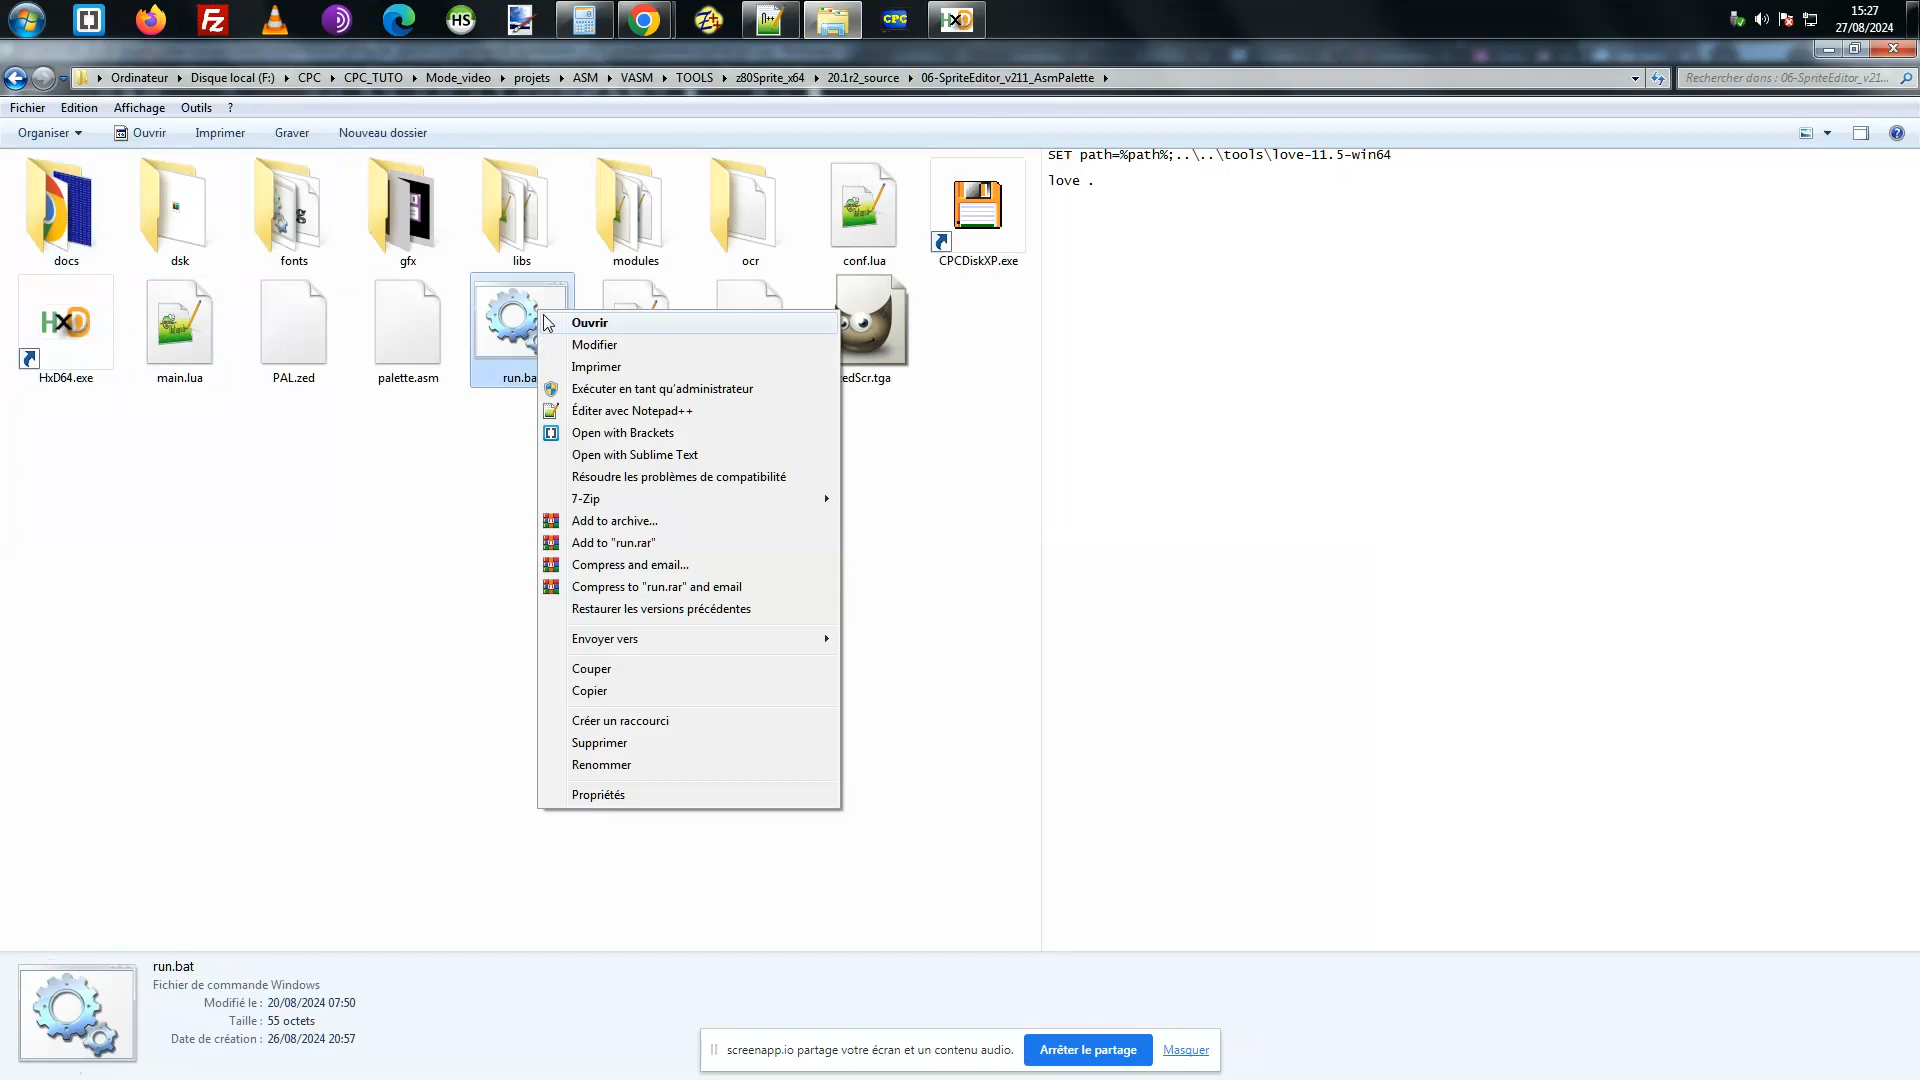 HS
CPC
HxD
15:27
27/08/2024
Ordinateur
Disque local (F:)
CPC
CPC_TUTO
Mode_video
projets
ASM
VASM
TOOLS
z80Sprite_x64
20.1r2_source
06-SpriteEditor_v211_AsmPalette
Rechercher dans : 06-SpriteEditor_v21...
Fichier
Edition
Affichage
Outils
?
Organiser
Ouvrir
Imprimer
Graver
Nouveau dossier
docs
dsk
fonts
gfx
libs
modules
ocr
conf.lua
CPCDiskXP.exe
HxD64.exe
main.lua
PAL.zed
palette.asm
run.ba
edScr.tga
SET path=%path%;..\..\tools\love-11.5-win64
love .
Ouvrir
Modifier
Imprimer
Exécuter en tant qu'administrateur
Éditer avec Notepad++
Open with Brackets
Open with Sublime Text
Résoudre les problèmes de compatibilité
7-Zip
Add to archive...
Add to "run.rar"
Compress and email...
Compress to "run.rar" and email
Restaurer les versions précédentes
Envoyer vers
Couper
Copier
Créer un raccourci
Supprimer
Renommer
Propriétés
run.bat
Fichier de commande Windows
Modifié le : 20/08/2024 07:50
Taille : 55 octets
Date de création : 26/08/2024 20:57
screenapp.io partage votre écran et un contenu audio.
Arrêter le partage
Masquer